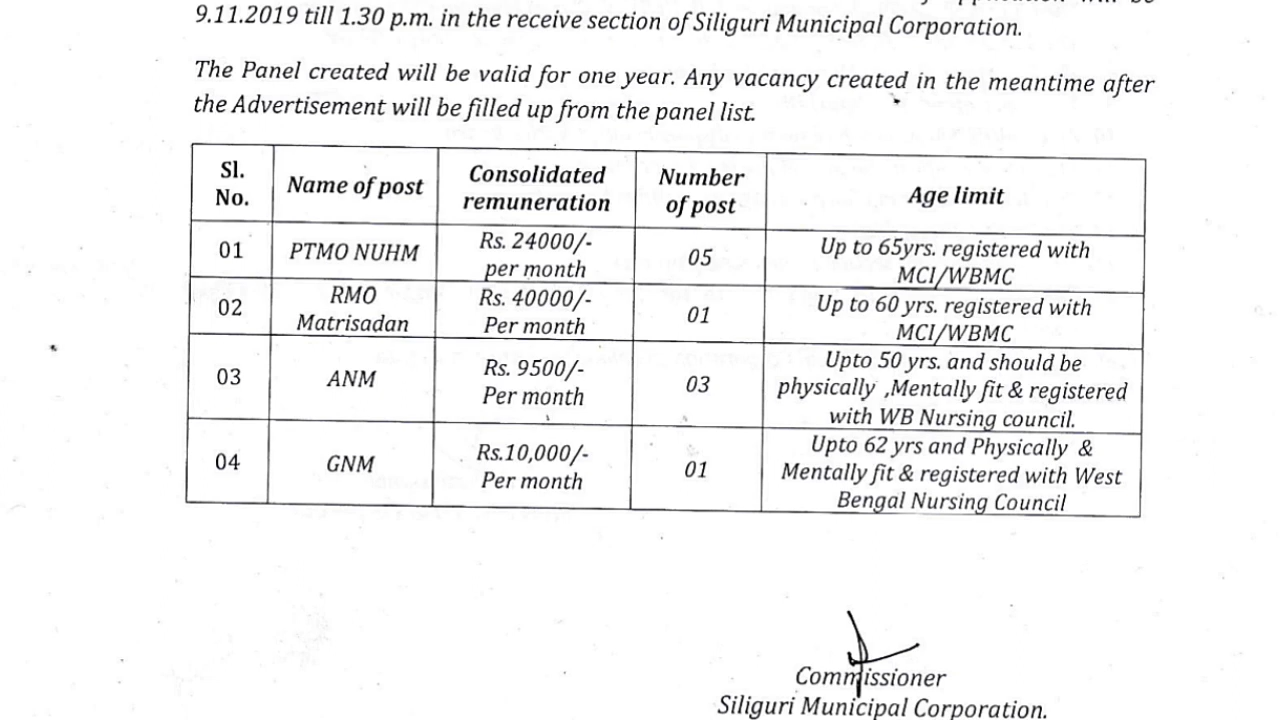 9.11.2019 till 1.30 p.m. in the receive section of Siliguri Municipal Corporation.
The Panel created will be valid for one year. Any vacancy created in the meantime after
the Advertisement will be filled up from the panel list.
Sl.
No.
Name of post
Consolidated
remuneration
Number
of post
Age limit
01
PTMO NUHM
Rs. 24000/-
per month
05
Up to 65yrs. registered with
MCI/WBMC
02
RMO
Matrisadan
Rs. 40000/-
Per month
01
Up to 60 yrs. registered with
MCI/WBMC
03
ANM
Rs. 9500/-
Per month
03
Upto 50 yrs. and should be
physically ,Mentally fit & registered
with WB Nursing council.
04
GNM
Rs.10,000/-
Per month
01
Upto 62 yrs and Physically &
Mentally fit & registered with West
Bengal Nursing Council
Commissioner
Siliguri Municipal Corporation.